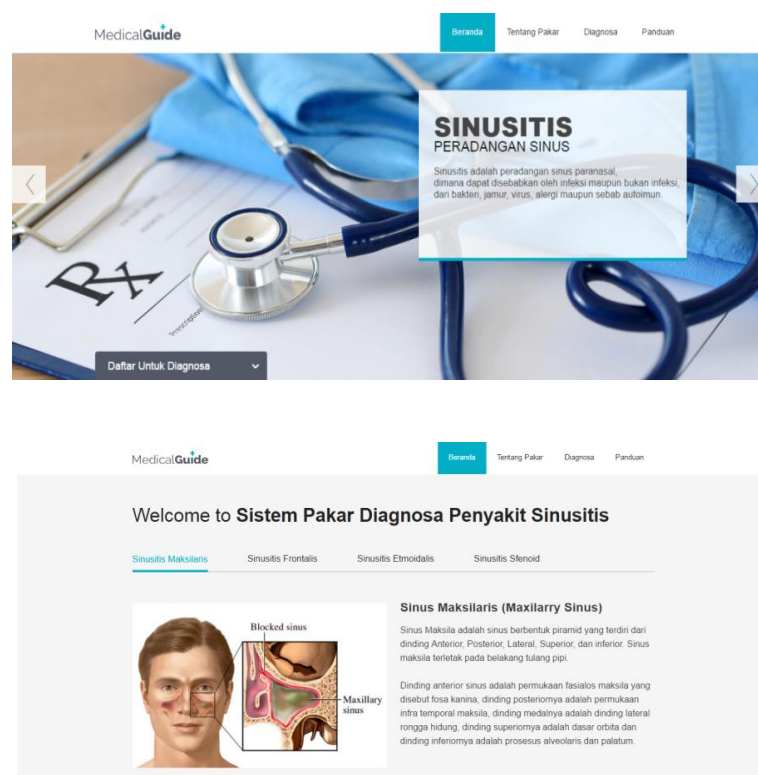 MedicalGuide
Beranda Tentang Pakar Diagnosa Panduan
SINUSITIS
PERADANGAN SINUS
Sinusitis adalah peradangan sinus paranasal,
dimana dapat disebabkan oleh infeksi maupun bukan infeksi,
dari bakteri, jamur, virus, alergi maupun sebab autoimun.
Rx
Prescription
Daftar Untuk Diagnosa
MedicalGuide
Beranda Tentang Pakar Diagnosa Panduan
Welcome to Sistem Pakar Diagnosa Penyakit Sinusitis
Sinusitis Maksilaris Sinusitis Frontalis Sinusitis Etmoidalis Sinusitis Sfenoid
Blocked sinus
Maxillary
sinus
Sinus Maksilaris (Maxilarry Sinus)
Sinus Maksila adalah sinus berbentuk piramid yang terdiri dari
dinding Anterior, Posterior, Lateral, Superior, dan inferior. Sinus
maksila terletak pada belakang tulang pipi.
Dinding anterior sinus adalah permukaan fasialos maksila yang
disebut fosa kanina, dinding posteriornya adalah permukaan
infra temporal maksila, dinding medalnya adalah dinding lateral
rongga hidung, dinding superiornya adalah dasar orbita dan
dinding inferiornya adalah prosesus alveolaris dan palatum.